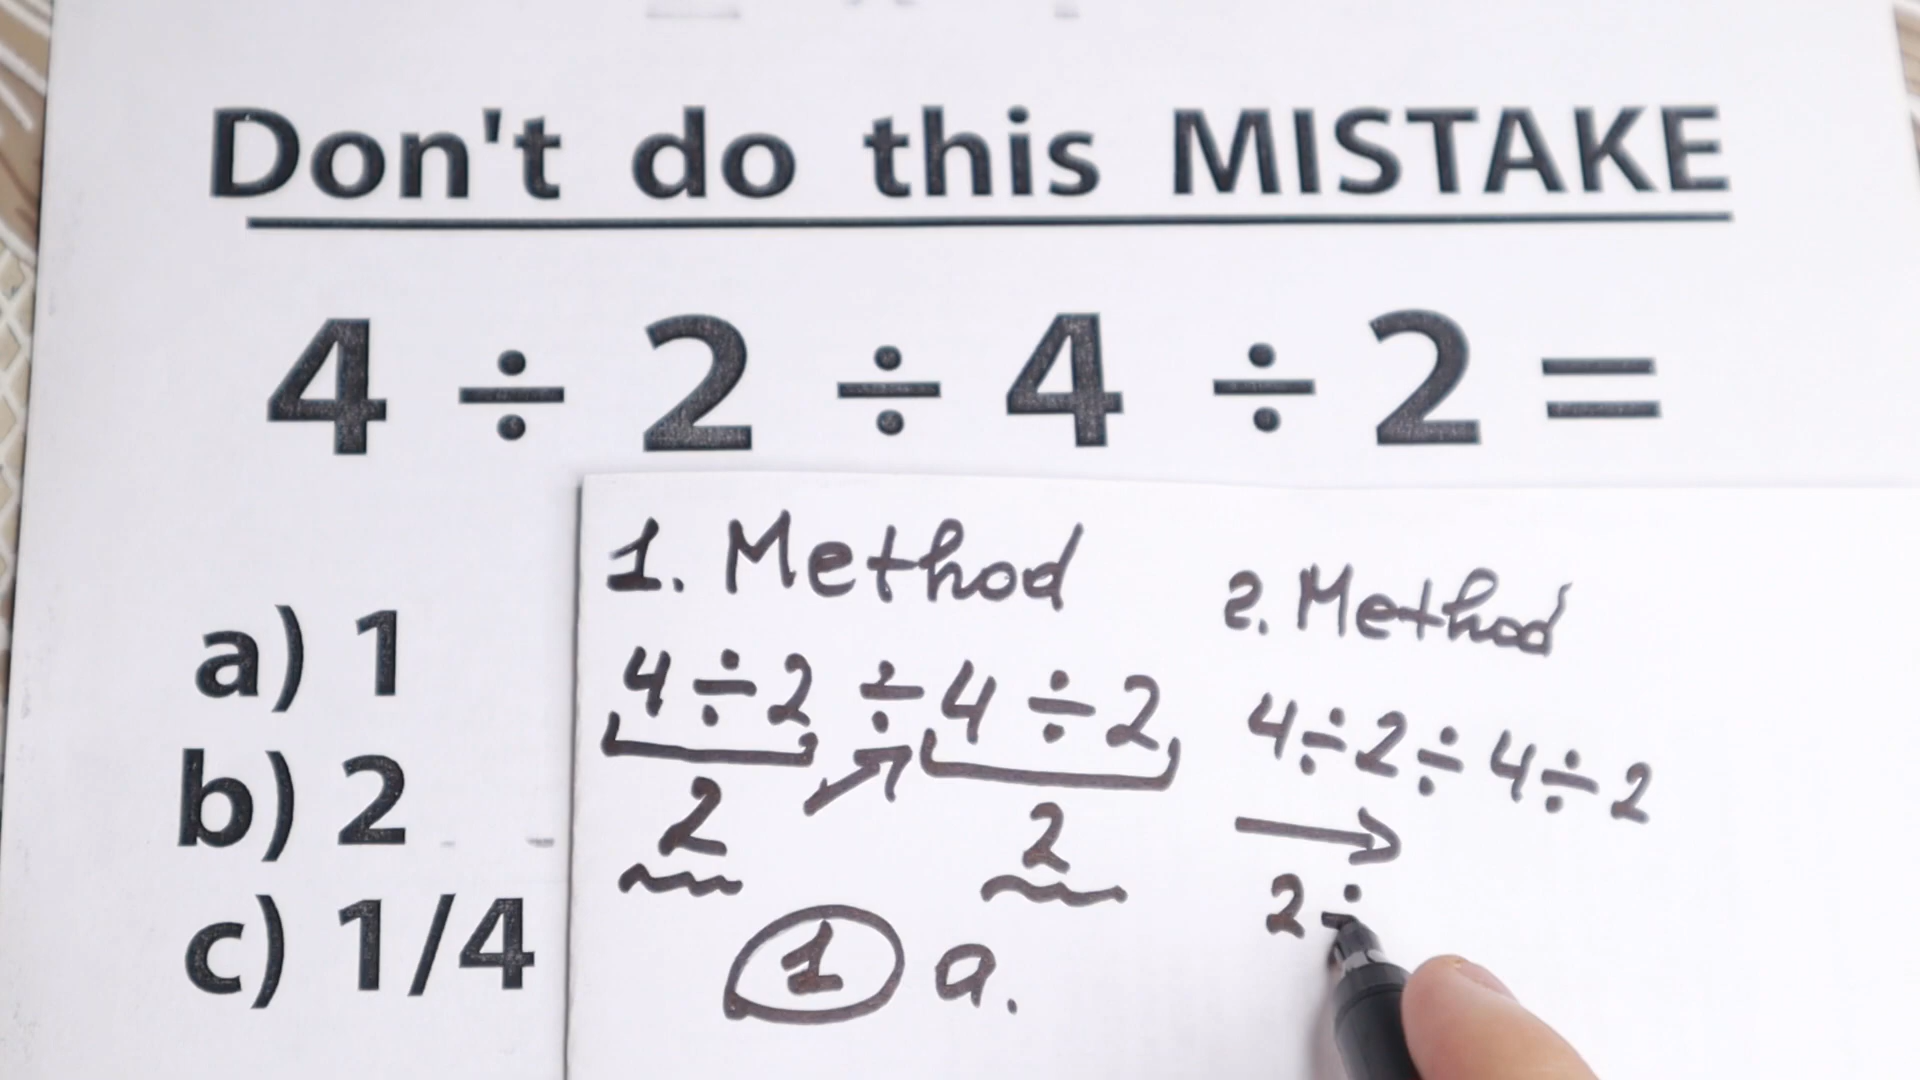 Don't do this MISTAKE
4 ÷ 2 ÷ 4 ÷ 2 =
a) 1
b) 2
c) 1/4
1. Method
4 ÷ 2 ÷ 4 ÷ 2
2 2
1 a.
2. Method
4 ÷ 2 ÷ 4 ÷ 2
2 ÷